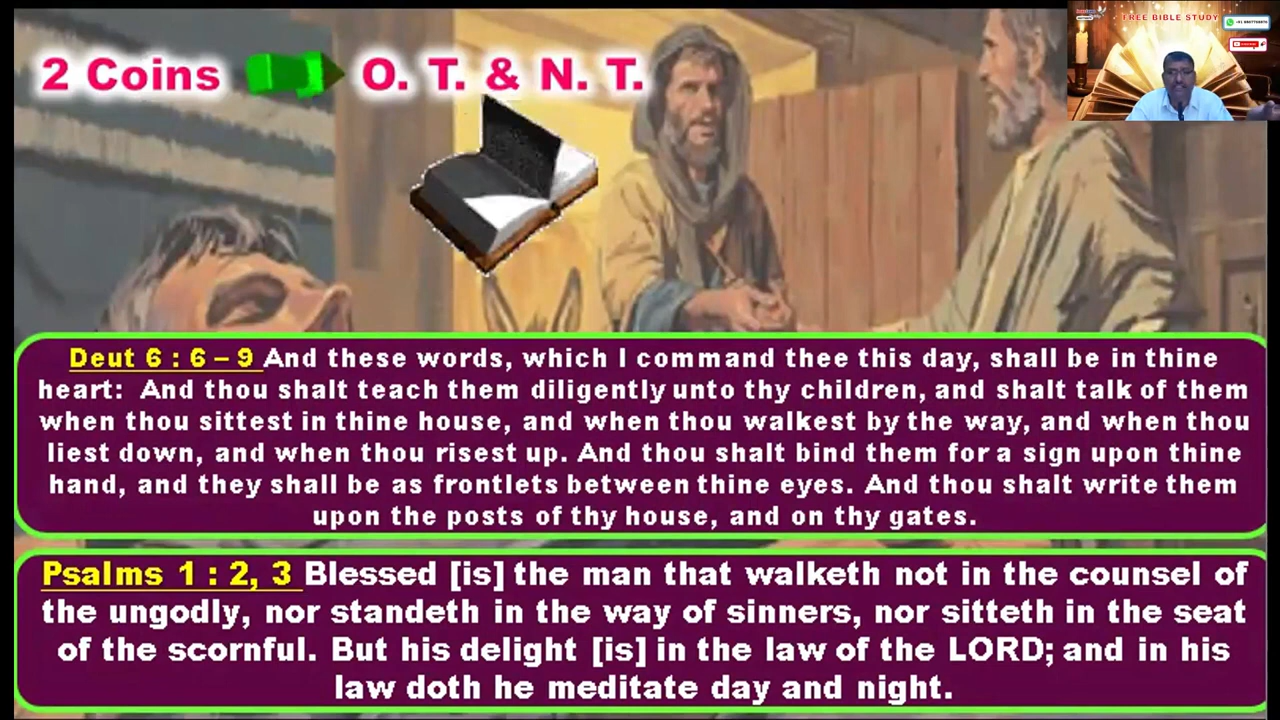 2 Coins O. T. & N. T.
FREE BIBLE STUDY
Deut 6 : 6 – 9 And these words, which I command thee this day, shall be in thine
heart: And thou shalt teach them diligently unto thy children, and shalt talk of them
when thou sittest in thine house, and when thou walkest by the way, and when thou
liest down, and when thou risest up. And thou shalt bind them for a sign upon thine
hand, and they shall be as frontlets between thine eyes. And thou shalt write them
upon the posts of thy house, and on thy gates.
Psalms 1 : 2, 3 Blessed [is] the man that walketh not in the counsel of
the ungodly, nor standeth in the way of sinners, nor sitteth in the seat
of the scornful. But his delight [is] in the law of the LORD; and in his
law doth he meditate day and night.